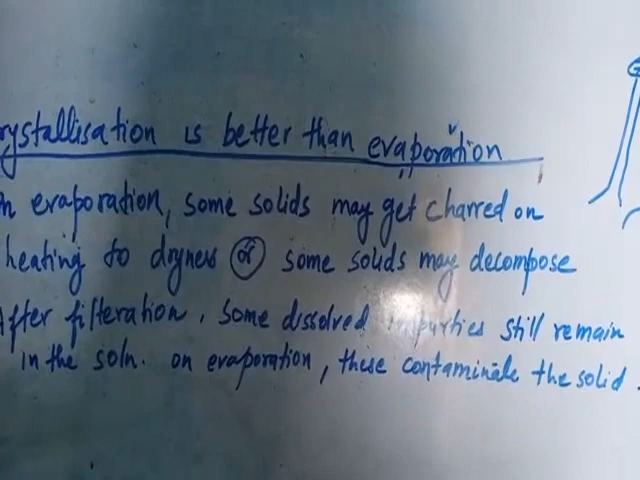 rystallisation is better than evaporation
n evaporation, some solids may get charred on
heating to dryness or some solids may decompose
After filteration, some dissolved impurties still remain
in the soln. on evaporation, these contaminate the solid.